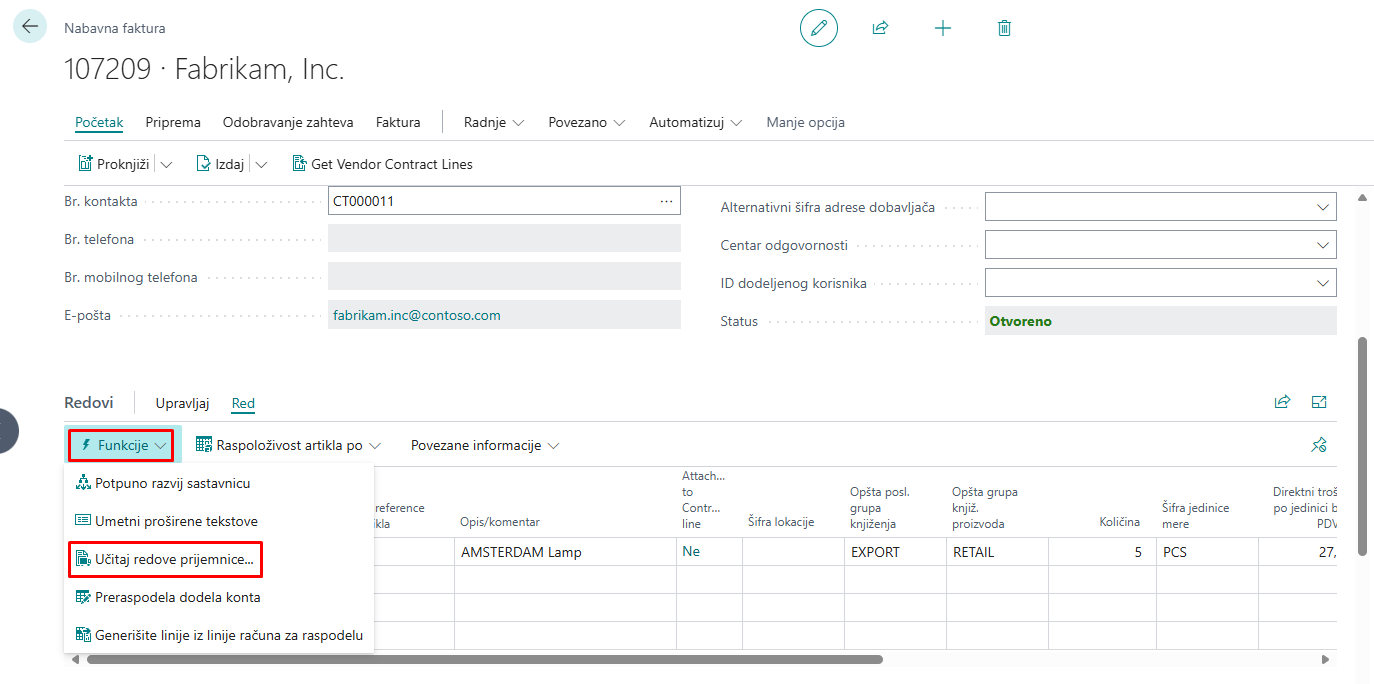 Nabavna faktura
107209 · Fabrikam, Inc.
Početak Priprema Odobravanje zahteva Faktura Radnje Povezano Automatizuj Manje opcija
Proknjiži Izdaj Get Vendor Contract Lines
Br. kontakta CT000011 ...
Alternativni šifra adrese dobavljača
Br. telefona
Centar odgovornosti
Br. mobilnog telefona
ID dodeljenog korisnika
E-pošta fabrikam.inc@contoso.com
Status Otvoreno
Redovi Upravljaj Red
Funkcije Raspoloživost artikla po Povezane informacije
Potpuno razvij sastavnicu
Umetni proširene tekstove
Učitaj redove prijemnice...
Preraspodela dodela konta
Generišite linije iz linije računa za raspodelu
reference
Opis/komentar
Attach...
to
Contr...
line
Šifra lokacije
Opšta posl.
grupa
knjiženja
Opšta grupa
knjiž.
proizvoda
Količina
Šifra jedinice
mere
Direktni troš
po jedinici b
PDV
AMSTERDAM Lamp Ne EXPORT RETAIL 5 PCS 27,